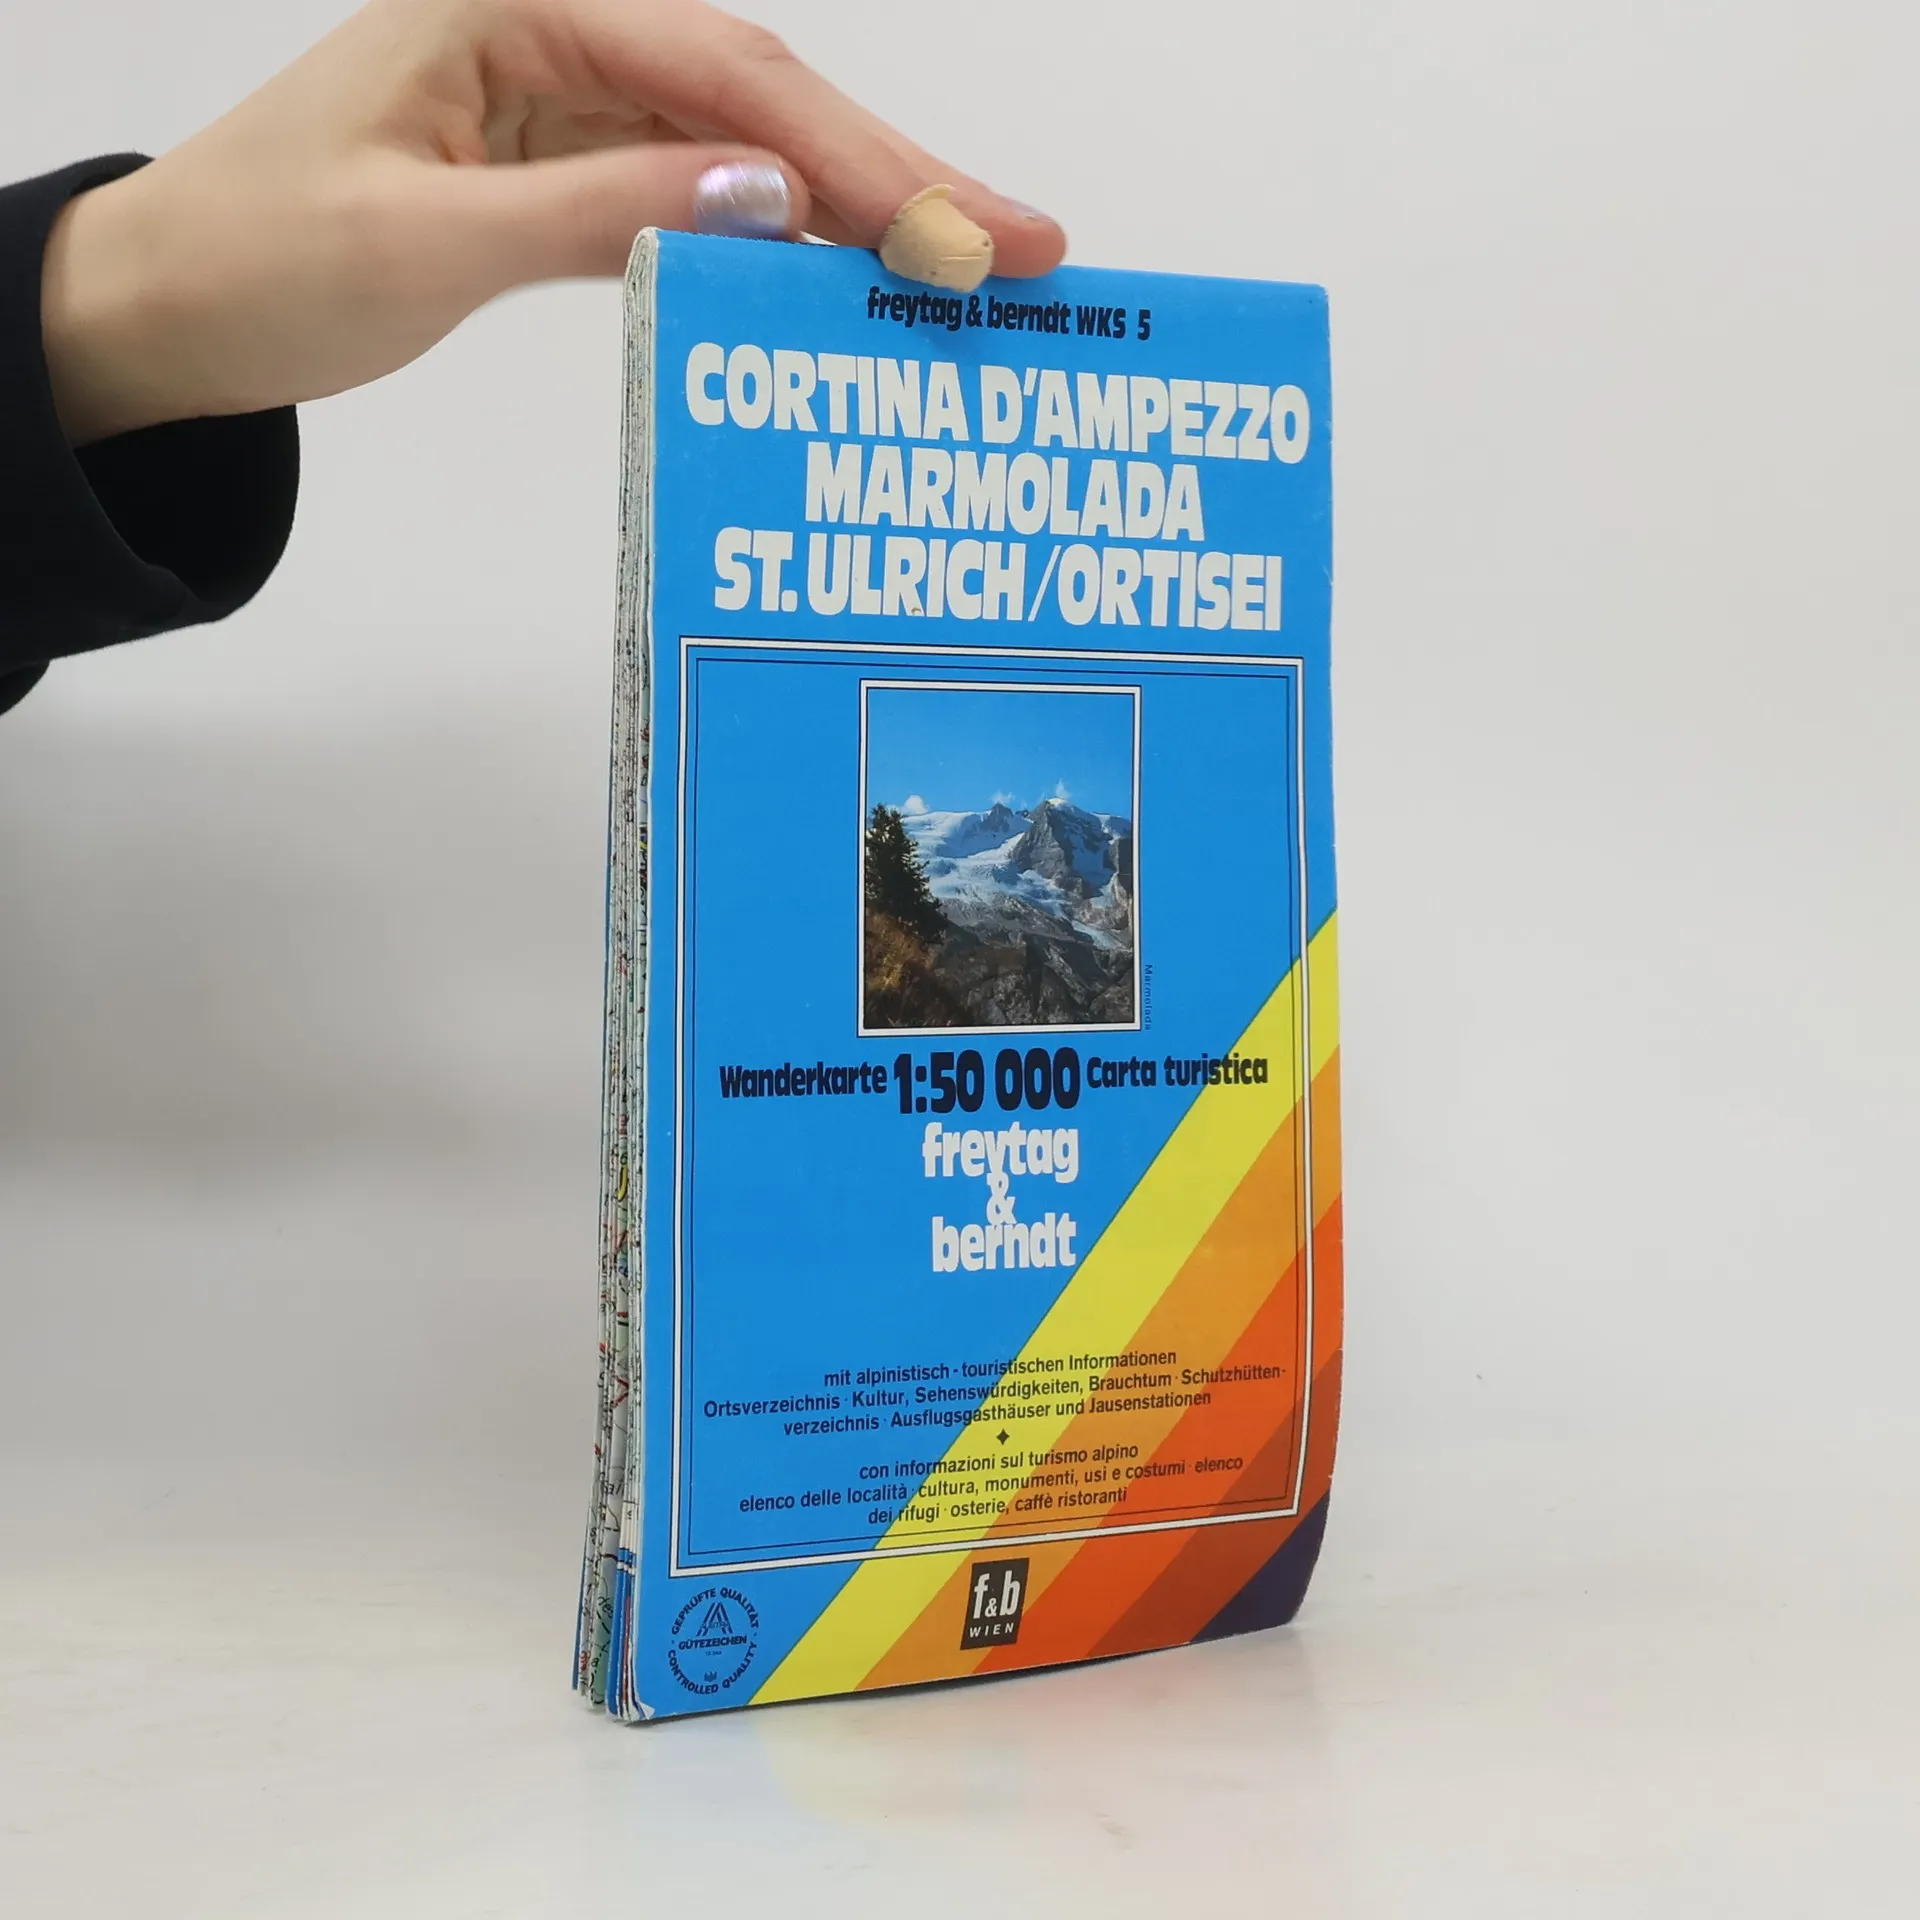 freytag & berndt WKS 5
CORTINA D'AMPEZZO
MARMOLADA
ST. ULRICH/ORTISEI
Marmolada
Wanderkarte 1:50 000 Carta turistica
freytag
&
berndt
mit alpinistisch - touristischen Informationen
Ortsverzeichnis · Kultur, Sehenswürdigkeiten, Brauchtum · Schutzhütten-
verzeichnis · Ausflugsgasthäuser und Jausenstationen
con informazioni sul turismo alpino
elenco delle località · cultura, monumenti, usi e costumi · elenco
dei rifugi · osterie, caffè ristoranti
f&b
WIEN
GEPRÜFTE QUALITÄT
GÜTEZEICHEN
CONTROLLED QUALITY